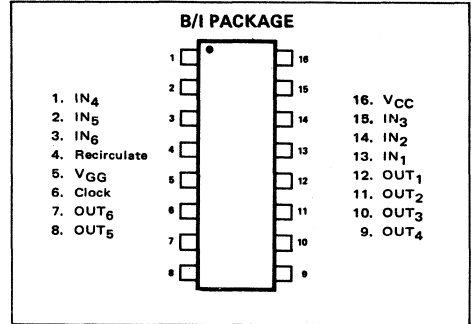 B/I PACKAGE
1. IN4
2. IN5
3. IN6
4. Recirculate
5. VGG
6. Clock
7. OUT6
8. OUT5
1
2
3
4
5
6
7
8
16
15
14
13
12
11
10
9
16. VCC
15. IN3
14. IN2
13. IN1
12. OUT1
11. OUT2
10. OUT3
9. OUT4